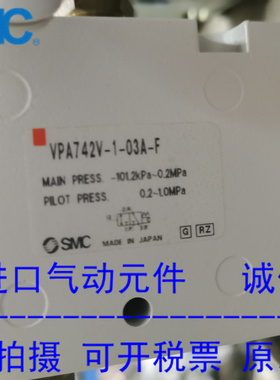 VPA742V-1-03A-F
MAIN PRESS. -101.2kPa~0.2MPa
PILOT PRESS. 0.2~1.0MPa
SMC MADE IN JAPAN G RZ
进口气动元件 诚
拍摄 可开税票 原